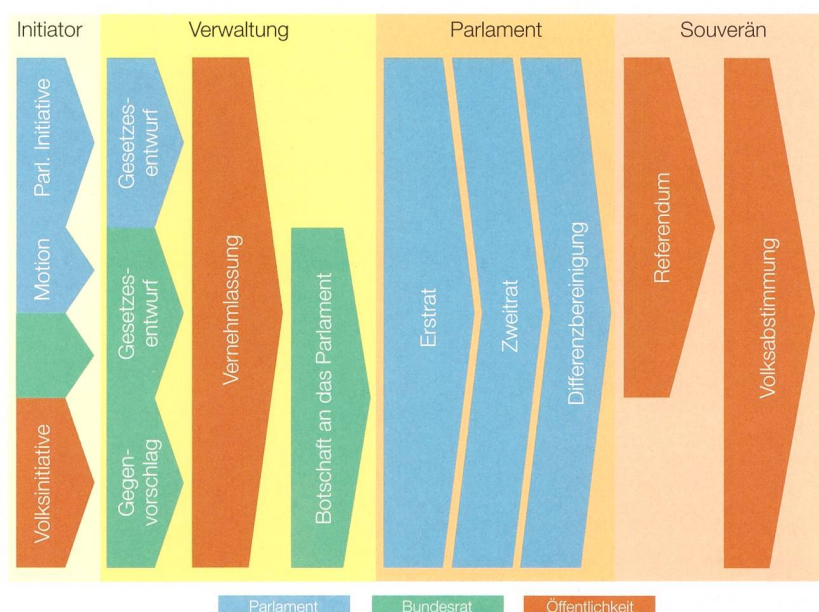 Initiator
Verwaltung
Parlament
Souverän
Parl. Initiative
Motion
Volksinitiative
Gesetzes-
entwurf
Gesetzes-
entwurf
Gegen-
vorschlag
Vernehmlassung
Botschaft an das Parlament
Erstrat
Zweitrat
Differenzbereinigung
Referendum
Volksabstimmung
Parlament
Bundesrat
Öffentlichkeit